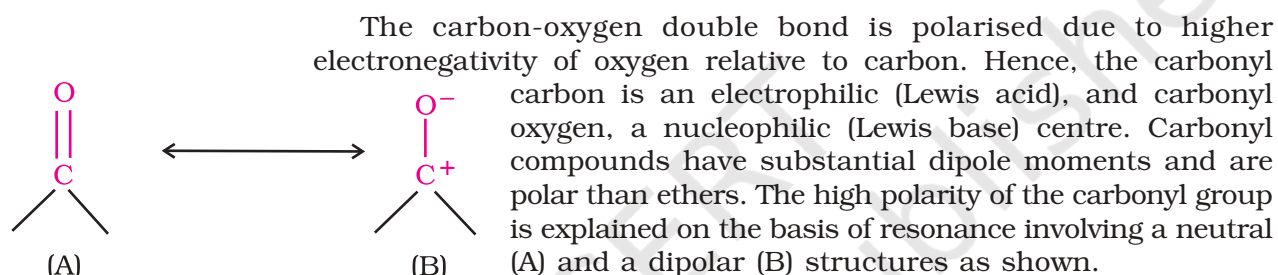 The carbon-oxygen double bond is polarised due to higher
electronegativity of oxygen relative to carbon. Hence, the carbonyl
carbon is an electrophilic (Lewis acid), and carbonyl
oxygen, a nucleophilic (Lewis base) centre. Carbonyl
compounds have substantial dipole moments and are
polar than ethers. The high polarity of the carbonyl group
is explained on the basis of resonance involving a neutral
(A) and a dipolar (B) structures as shown.
O
C
(A)
O−
C+
(B)